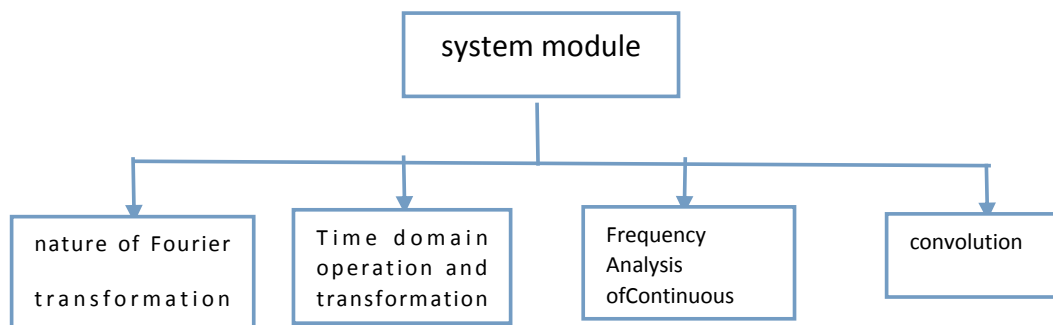 system module
nature of Fourier
transformation
Time domain
operation and
transformation
Frequency
Analysis
ofContinuous
convolution